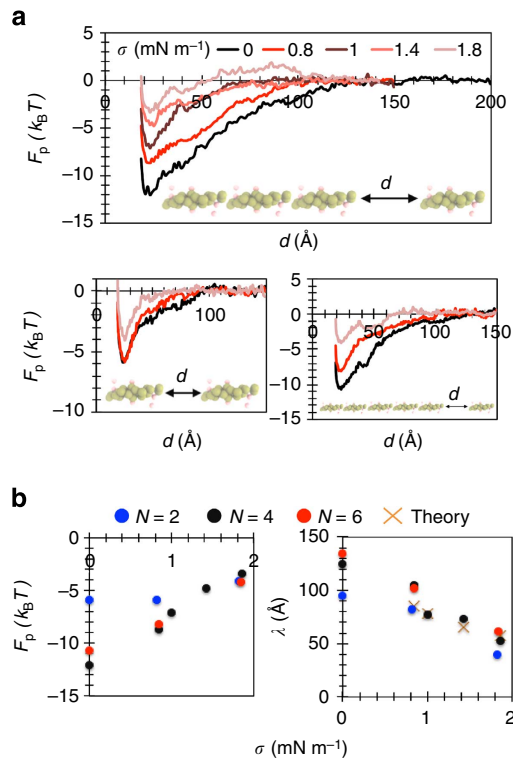 a
σ (mN m⁻¹) 0 0.8 1 1.4 1.8
5
0
−5
−10
−15
0 50 100 150 200
Fp (kBT)
d
d (Å)
0
−5
−10
100
Fp (kBT)
d
d (Å)
5
0
−5
−10
−15
0 50 100 150
d
d (Å)
b
N = 2 N = 4 N = 6 Theory
0
−5
−10
−15
0 1 2
Fp (kBT)
150
100
50
0
0 1 2
λ (Å)
σ (mN m⁻¹)